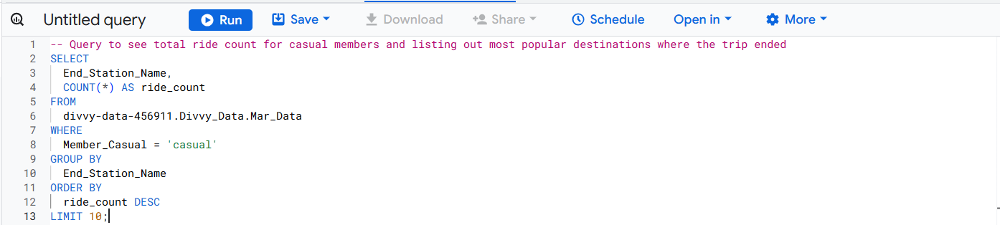 Untitled query Run Save Download Share Schedule Open in More
1 -- Query to see total ride count for casual members and listing out most popular destinations where the trip ended
2 SELECT
3 End_Station_Name,
4 COUNT(*) AS ride_count
5 FROM
6 divvy-data-456911.Divvy_Data.Mar_Data
7 WHERE
8 Member_Casual = 'casual'
9 GROUP BY
10 End_Station_Name
11 ORDER BY
12 ride_count DESC
13 LIMIT 10;